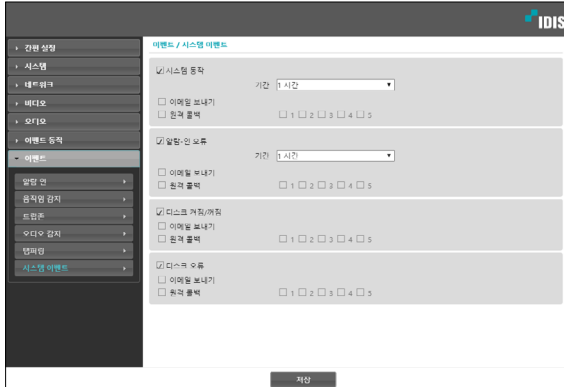 IDIS
간편 설정
시스템
네트워크
비디오
오디오
이벤트 동작
이벤트
알람 인
움직임 감지
트립존
오디오 감지
탬퍼링
시스템 이벤트
이벤트 / 시스템 이벤트
시스템 동작
기간 1 시간
이메일 보내기
원격 콜백 1 2 3 4 5
알람-인 오류
기간 1 시간
이메일 보내기
원격 콜백 1 2 3 4 5
디스크 켜짐/꺼짐
이메일 보내기
원격 콜백 1 2 3 4 5
디스크 오류
이메일 보내기
원격 콜백 1 2 3 4 5
저장